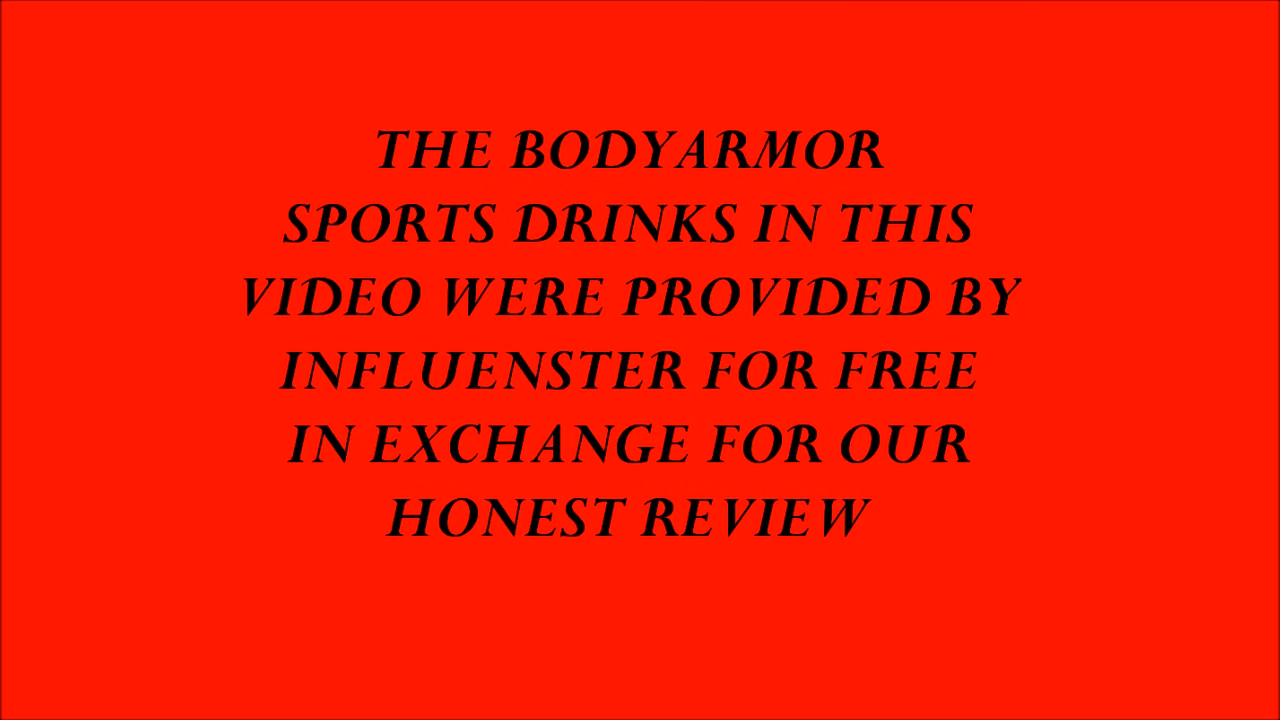 THE BODYARMOR
SPORTS DRINKS IN THIS
VIDEO WERE PROVIDED BY
INFLUENSTER FOR FREE
IN EXCHANGE FOR OUR
HONEST REVIEW